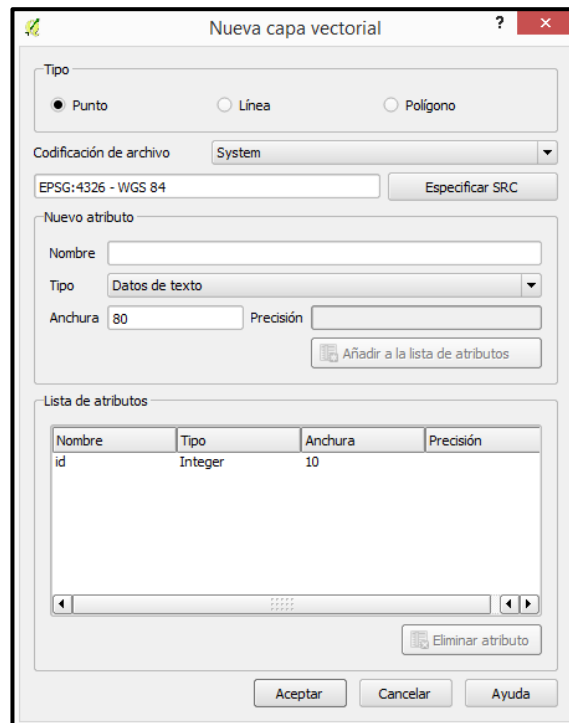 Nueva capa vectorial ?
Tipo
Punto Línea Polígono
Codificación de archivo System
EPSG:4326 - WGS 84 Especificar SRC
Nuevo atributo
Nombre
Tipo Datos de texto
Anchura 80 Precisión
Añadir a la lista de atributos
Lista de atributos
Nombre Tipo Anchura Precisión
id Integer 10
Eliminar atributo
Aceptar Cancelar Ayuda